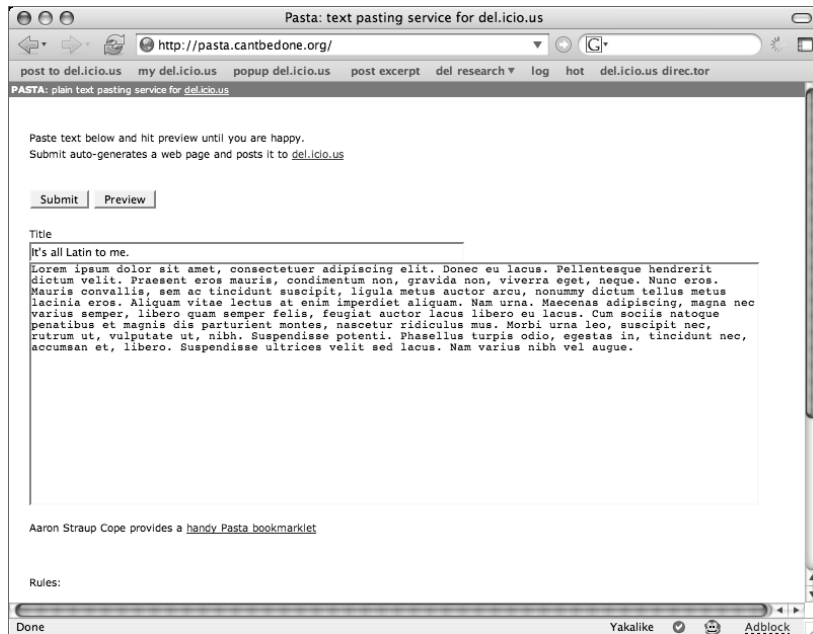 Pasta: text pasting service for del.icio.us
http://pasta.cantbedone.org/
G
post to del.icio.us my del.icio.us popup del.icio.us post excerpt del research log hot del.icio.us direc.tor
PASTA: plain text pasting service for del.icio.us
Paste text below and hit preview until you are happy.
Submit auto-generates a web page and posts it to del.icio.us
Submit Preview
Title
It's all Latin to me.
Lorem ipsum dolor sit amet, consectetuer adipiscing elit. Donec eu lacus. Pellentesque hendrerit
dictum velit. Praesent eros mauris, condimentum non, gravida non, viverra eget, neque. Nunc eros.
Mauris convallis, sem ac tincidunt suscipit, ligula metus auctor arcu, nonummy dictum tellus metus
lacinia eros. Aliquam vitae lectus at enim imperdiet aliquam. Nam urna. Maecenas adipiscing, magna nec
varius semper, libero quam semper felis, feugiat auctor lacus libero eu lacus. Cum sociis natoque
penatibus et magnis dis parturient montes, nascetur ridiculus mus. Morbi urna leo, suscipit nec,
rutrum ut, vulputate ut, nibh. Suspendisse potenti. Phasellus turpis odio, egestas in, tincidunt nec,
accumsan et, libero. Suspendisse ultrices velit sed lacus. Nam varius nibh vel augue.
Aaron Straup Cope provides a handy Pasta bookmarklet
Rules:
Done Yakalike Adblock